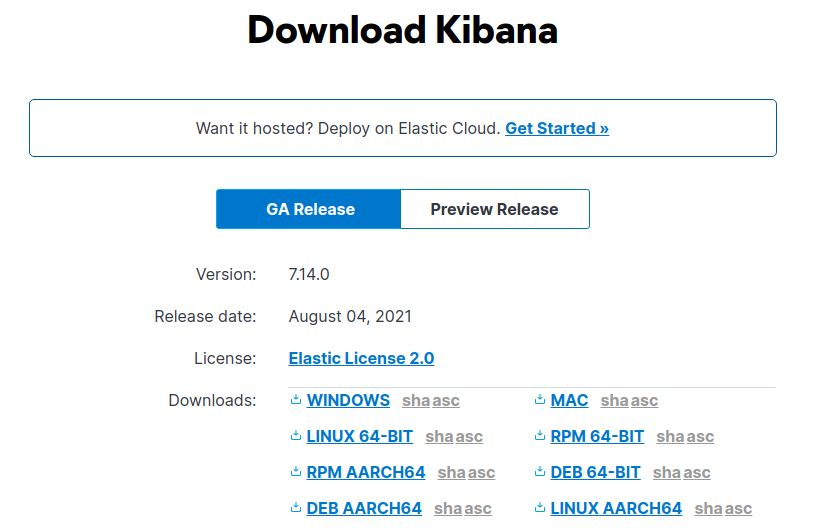 Download Kibana
Want it hosted? Deploy on Elastic Cloud. Get Started »
GA Release Preview Release
Version: 7.14.0
Release date: August 04, 2021
License: Elastic License 2.0
Downloads: WINDOWS sha asc MAC sha asc
LINUX 64-BIT sha asc RPM 64-BIT sha asc
RPM AARCH64 sha asc DEB 64-BIT sha asc
DEB AARCH64 sha asc LINUX AARCH64 sha asc